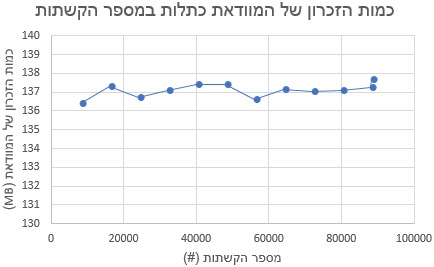 כמות הזכרון של המוודאת כתלות במספר הקשתות
כמות הזכרון של המוודאת (MB)
140
139
138
137
136
135
134
133
132
131
130
0 20000 40000 60000 80000 100000
מספר הקשתות (#)